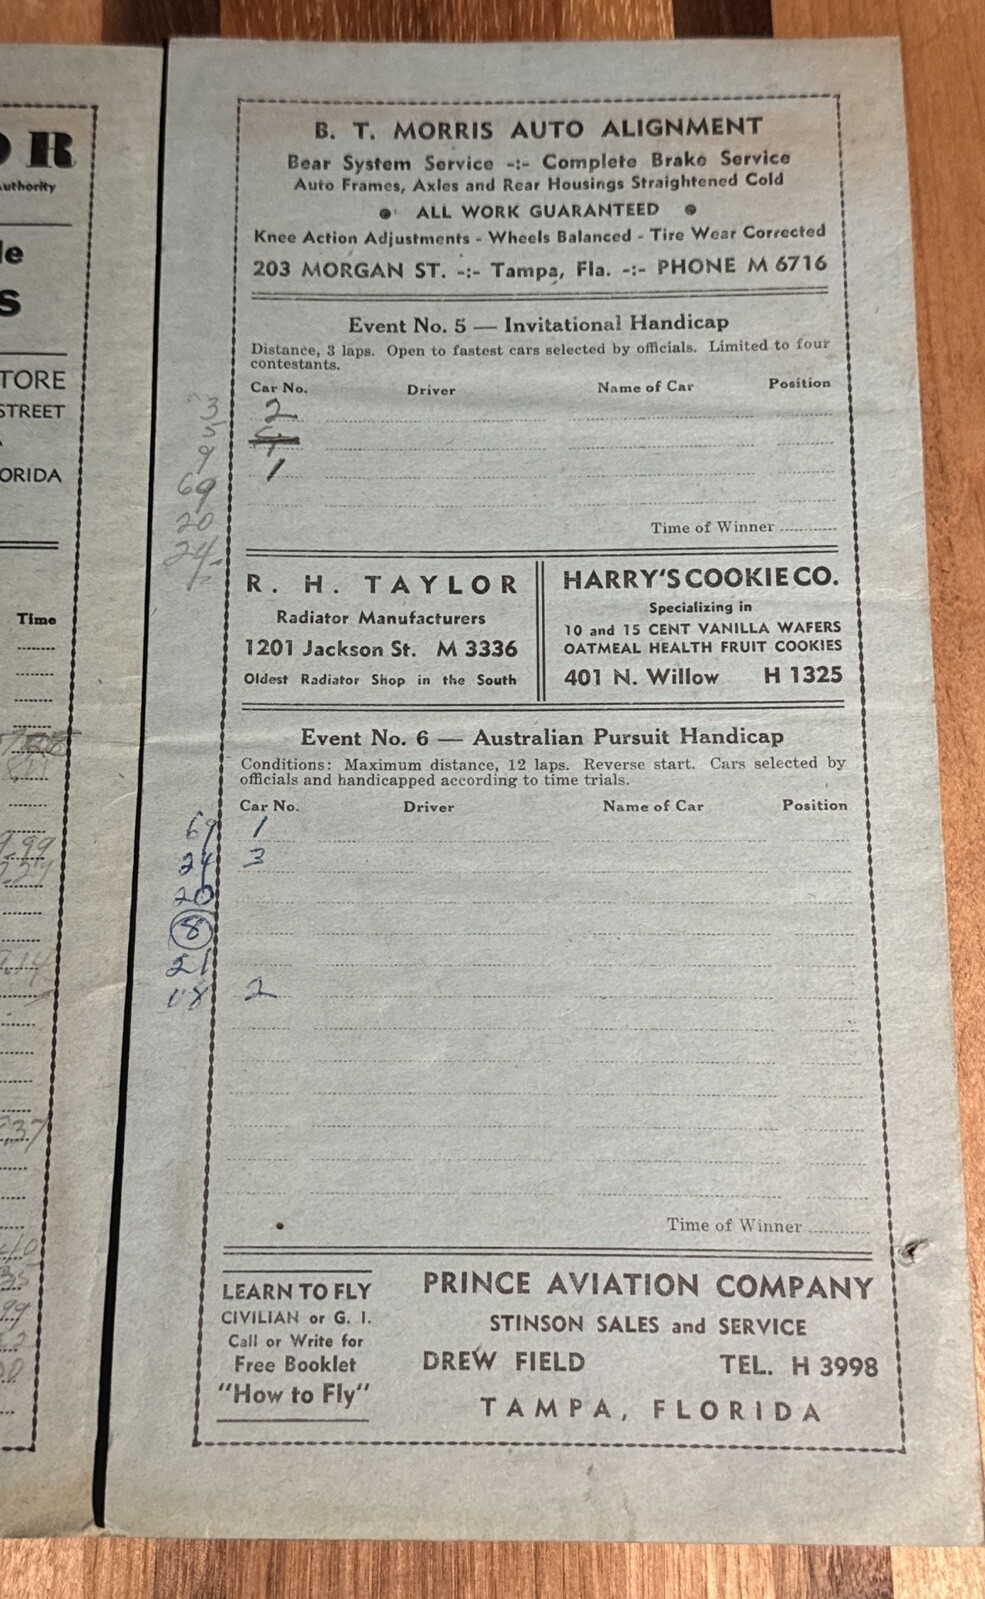 OR
uthority
le
s
TORE
STREET
ORIDA
Time
.99
.37
B. T. MORRIS AUTO ALIGNMENT
Bear System Service -:- Complete Brake Service
Auto Frames, Axles and Rear Housings Straightened Cold
● ALL WORK GUARANTEED ●
Knee Action Adjustments - Wheels Balanced - Tire Wear Corrected
203 MORGAN ST. -:- Tampa, Fla. -:- PHONE M 6716
Event No. 5 — Invitational Handicap
Distance, 3 laps. Open to fastest cars selected by officials. Limited to four
contestants.
Car No. Driver Name of Car Position
3 2
5
9 1
69
20
24
Time of Winner
R. H. TAYLOR
Radiator Manufacturers
1201 Jackson St. M 3336
Oldest Radiator Shop in the South
HARRY'S COOKIE CO.
Specializing in
10 and 15 CENT VANILLA WAFERS
OATMEAL HEALTH FRUIT COOKIES
401 N. Willow H 1325
Event No. 6 — Australian Pursuit Handicap
Conditions: Maximum distance, 12 laps. Reverse start. Cars selected by
officials and handicapped according to time trials.
Car No. Driver Name of Car Position
69 1
24 3
20
8
21
18 2
Time of Winner
LEARN TO FLY
CIVILIAN or G. I.
Call or Write for
Free Booklet
"How to Fly"
PRINCE AVIATION COMPANY
STINSON SALES and SERVICE
DREW FIELD TEL. H 3998
TAMPA, FLORIDA